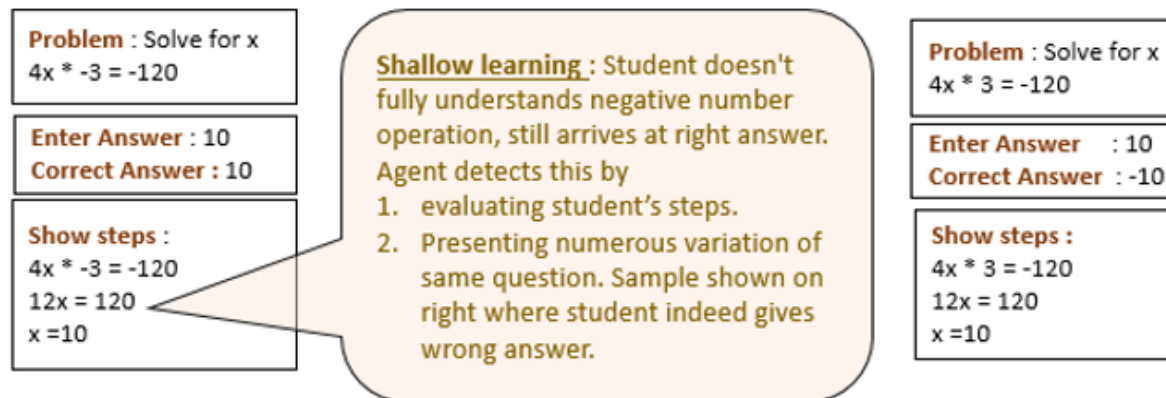 Problem : Solve for x
4x * -3 = -120
Enter Answer : 10
Correct Answer : 10
Show steps :
4x * -3 = -120
12x = 120
x =10
Shallow learning : Student doesn't
fully understands negative number
operation, still arrives at right answer.
Agent detects this by
1. evaluating student’s steps.
2. Presenting numerous variation of
same question. Sample shown on
right where student indeed gives
wrong answer.
Problem : Solve for x
4x * 3 = -120
Enter Answer : 10
Correct Answer : -10
Show steps :
4x * 3 = -120
12x = 120
x =10